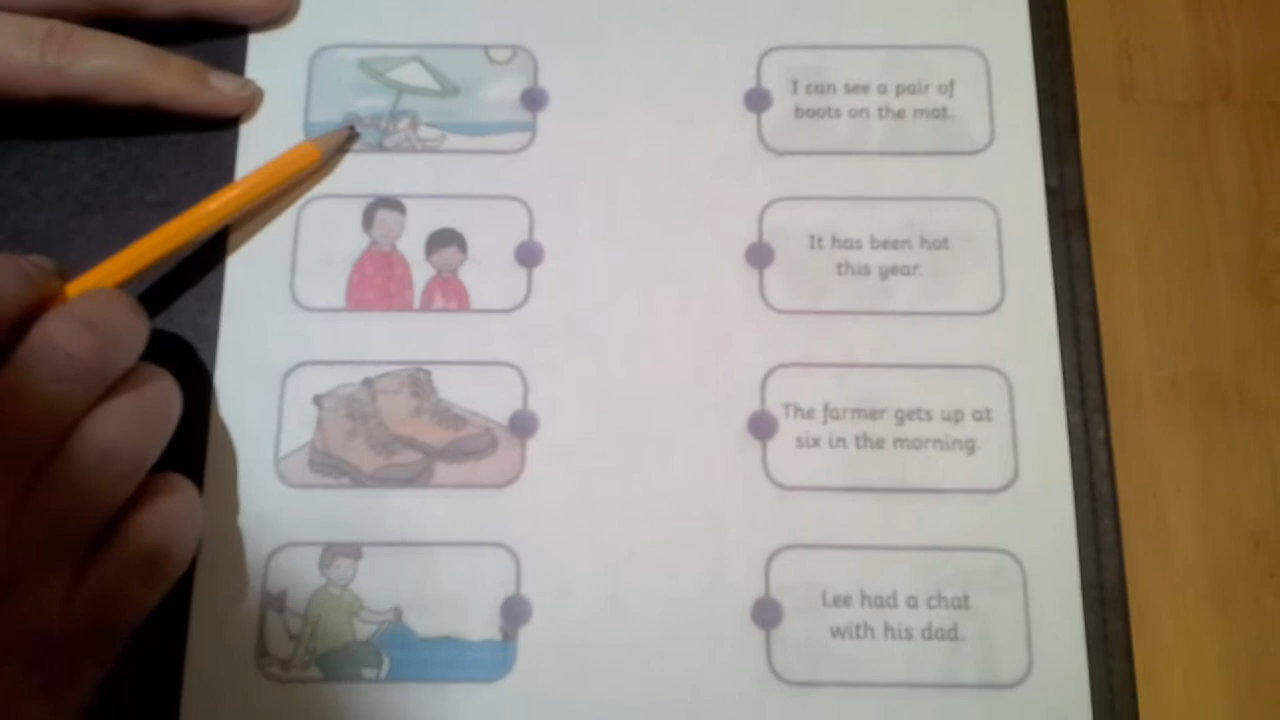 I can see a pair of
boots on the mat.
It has been hot
this year.
The farmer gets up at
six in the morning.
Lee had a chat
with his dad.